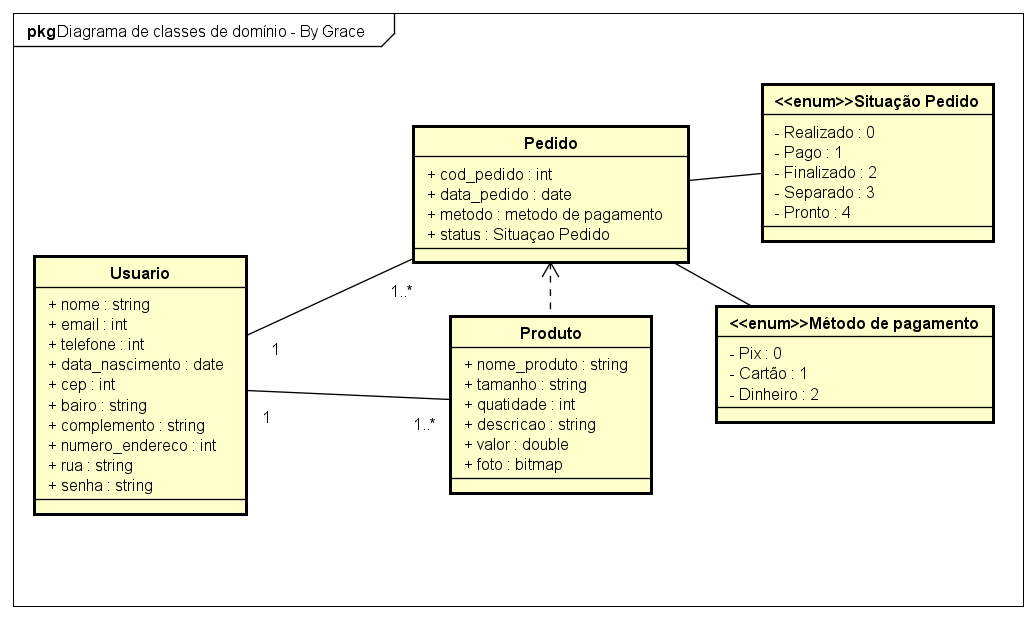 pkg Diagrama de classes de domínio - By Grace
<<enum>>Situação Pedido
- Realizado : 0
- Pago : 1
- Finalizado : 2
- Separado : 3
- Pronto : 4
Pedido
+ cod_pedido : int
+ data_pedido : date
+ metodo : metodo de pagamento
+ status : Situaçao Pedido
Usuario
+ nome : string
+ email : int
+ telefone : int
+ data_nascimento : date
+ cep : int
+ bairo : string
+ complemento : string
+ numero_endereco : int
+ rua : string
+ senha : string
1..*
1
1
1..*
Produto
+ nome_produto : string
+ tamanho : string
+ quatidade : int
+ descricao : string
+ valor : double
+ foto : bitmap
<<enum>>Método de pagamento
- Pix : 0
- Cartão : 1
- Dinheiro : 2